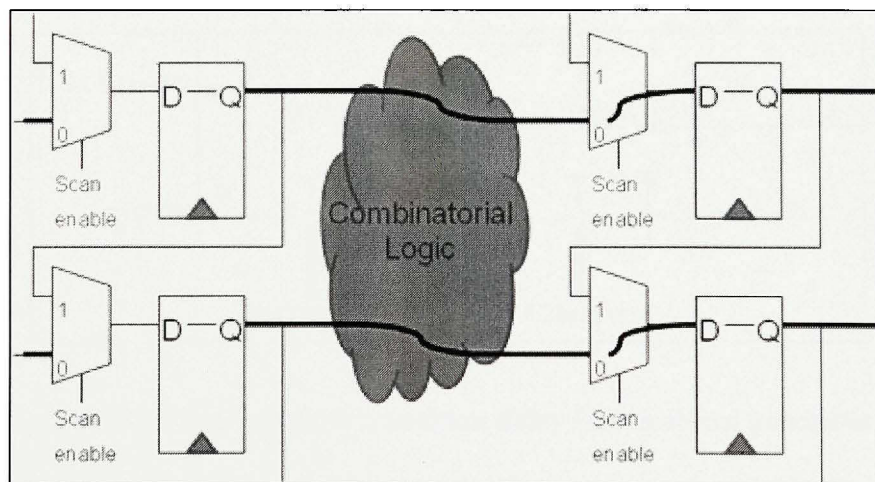 1
1
D Q
D Q
0
0
Scan
enable
Scan
enable
Combinatorial
Logic
1
1
D Q
D Q
0
0
Scan
enable
Scan
enable